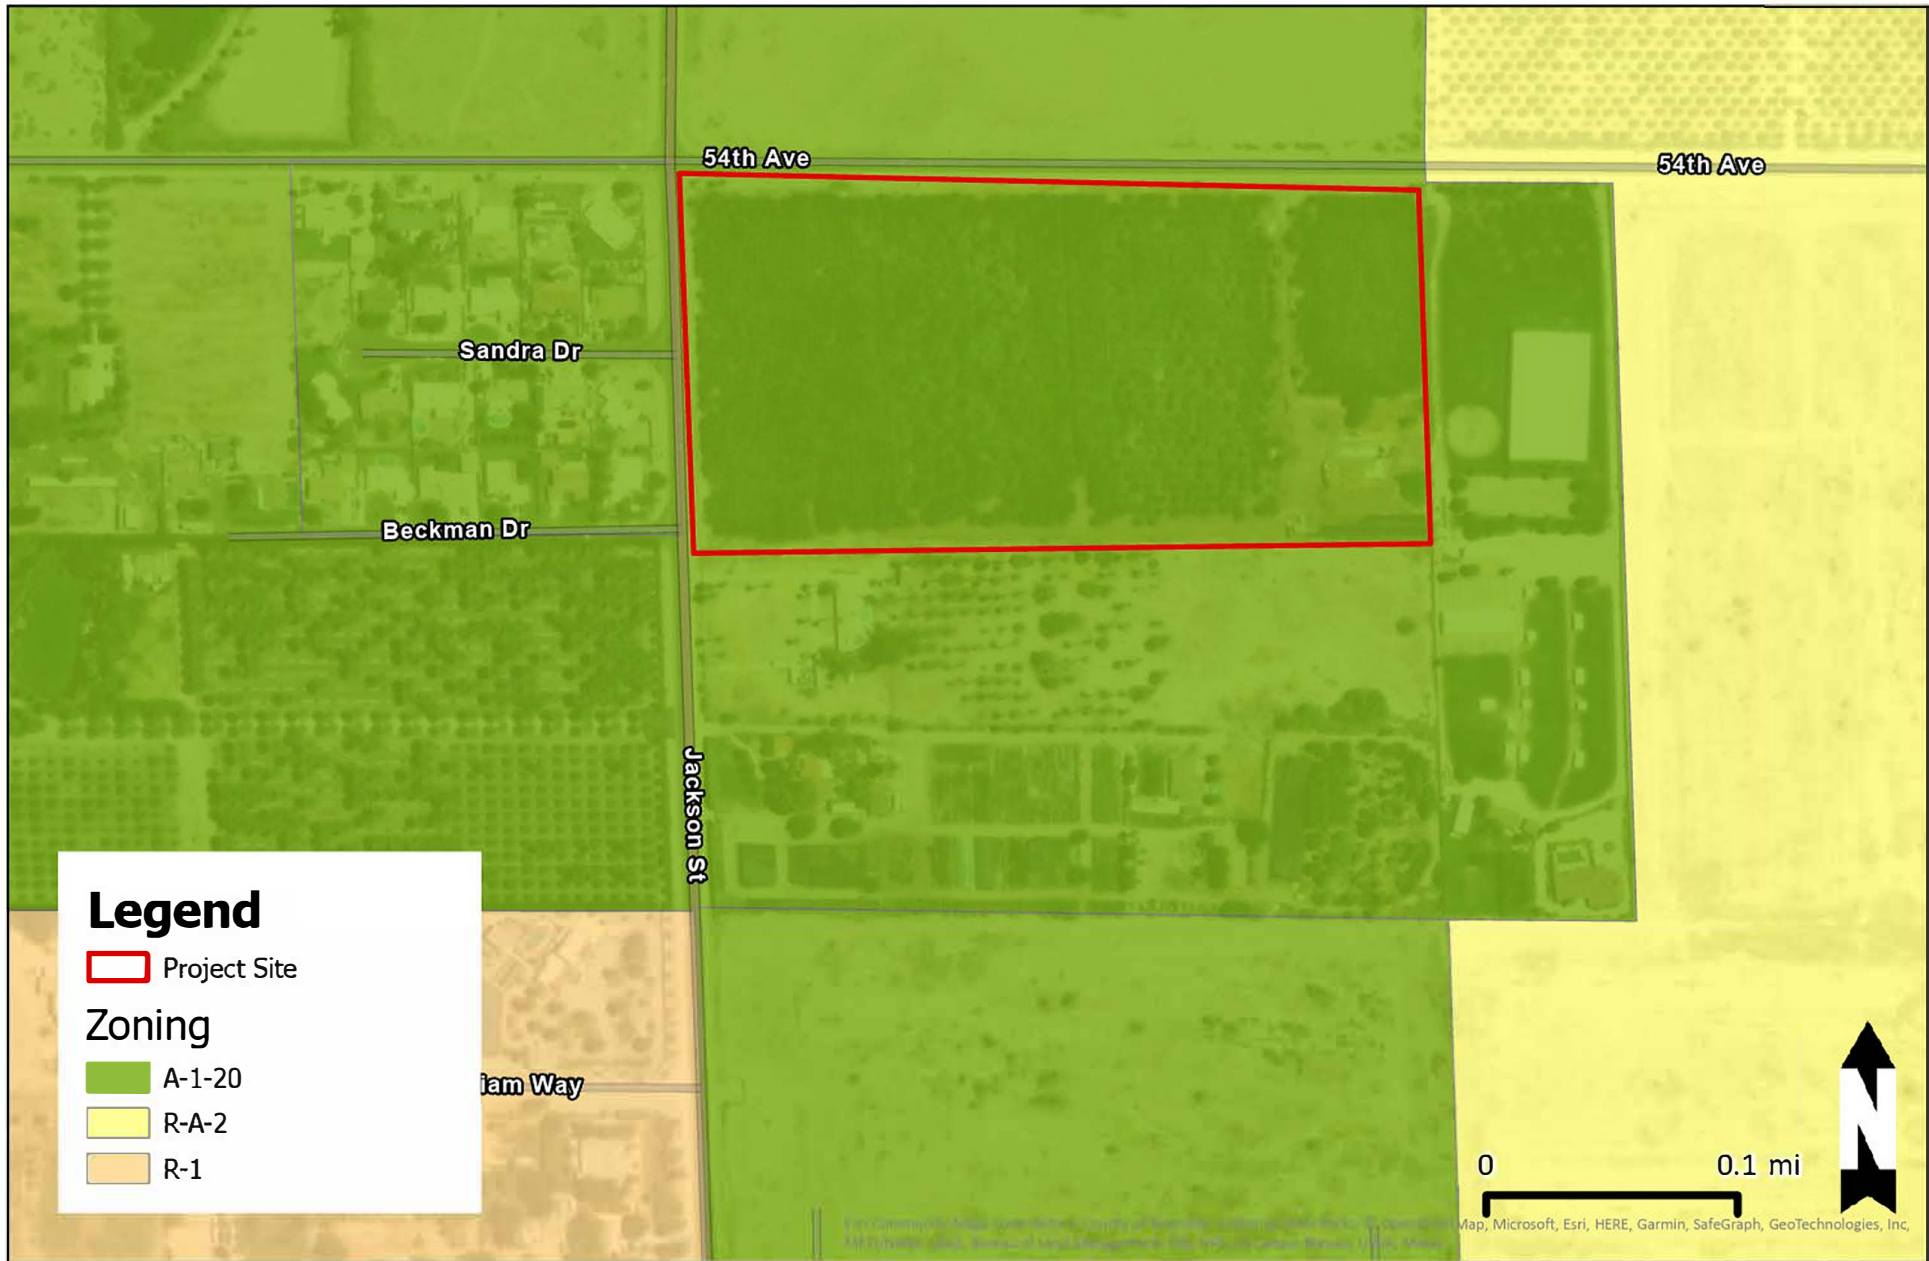 54th Ave
54th Ave
Sandra Dr
Beckman Dr
Jackson St
iam Way
Legend
Project Site
Zoning
A-1-20
R-A-2
R-1
0 0.1 mi
N
Map, Microsoft, Esri, HERE, Garmin, SafeGraph, GeoTechnologies, Inc,